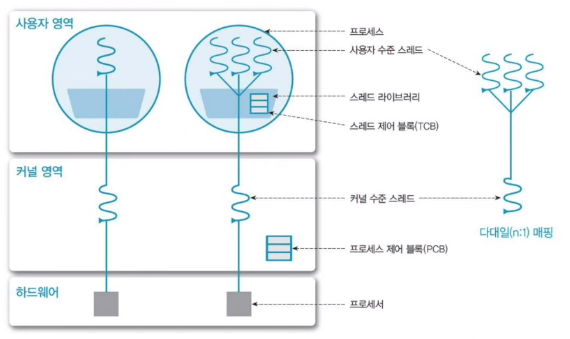 사용자 영역
프로세스
사용자 수준 스레드
스레드 라이브러리
스레드 제어 블록(TCB)
커널 영역
커널 수준 스레드
다대일(n:1) 매핑
프로세스 제어 블록(PCB)
하드웨어
프로세서